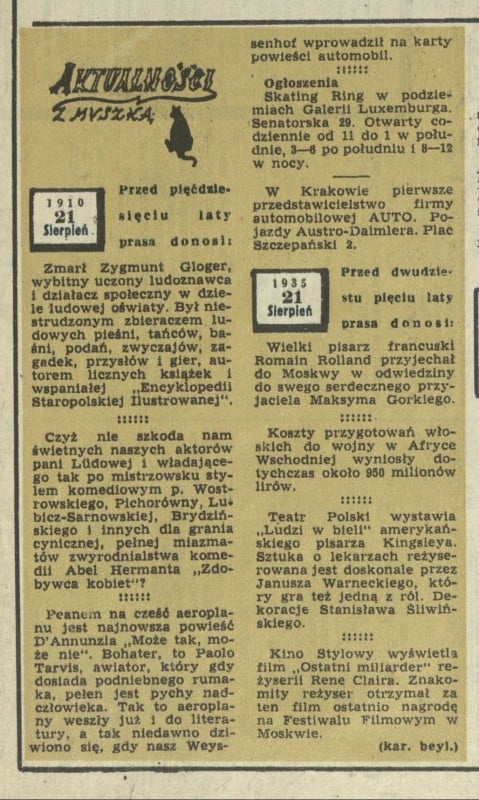 AKTUALNOŚCI
Z MYSZKĄ
1910
21
Sierpień
Przed pięćdzie-
sięciu laty
prasa donosi:
Zmarł Zygmunt Gloger,
wybitny uczony ludoznawca
i działacz społeczny w dzie-
le ludowej oświaty. Był nie-
strudzonym zbieraczem lu-
dowych pieśni, tańców, ba-
śni, podań, zwyczajów, za-
gadek, przysłów i gier, au-
torem licznych książek i
wspaniałej „Encyklopedii
Staropolskiej Ilustrowanej".
Czyż nie szkoda nam
świetnych naszych aktorów
pani Lüdowej i władające-
go tak po mistrzowsku sty-
lem komediowym p. Wost-
rowskiego, Pichorówny, Lu-
bicz-Sarnowskiej, Brydziń-
skiego i innych dla grania
cynicznej, pełnej miazma-
tów zwyrodnialstwa kome-
dii Abel Hermanta „Zdo-
bywca kobiet"?
Peanem na cześć aeropla-
nu jest najnowsza powieść
D'Annunzia „Może tak, mo-
że nie". Bohater, to Paolo
Tarvis, awiator, który gdy
dosiada podniebnego ruma-
ka, pełen jest pychy nad-
człowieka. Tak to aeropla-
ny weszły już i do litera-
tury, a tak niedawno dzi-
wiono się, gdy nasz Weys-
senhof wprowadził na karty
powieści automobil.
Ogłoszenia
Skating Ring w podzie-
miach Galerii Luxemburga.
Senatorska 29. Otwarty co-
dziennie od 11 do 1 w połu-
dnie, 3—6 po południu i 8—12
w nocy.
W Krakowie pierwsze
przedstawicielstwo firmy
automobilowej AUTO. Po-
jazdy Austro-Daimlera. Plac
Szczepański 2.
1935
21
Sierpień
Przed dwudzie-
stu pięciu laty
prasa donosi:
Wielki pisarz francuski
Romain Rolland przyjechał
do Moskwy w odwiedziny
do swego serdecznego przy-
jaciela Maksyma Gorkiego.
Koszty przygotowań wło-
skich do wojny w Afryce
Wschodniej wyniosły do-
tychczas około 950 milionów
lirów.
Teatr Polski wystawia
„Ludzi w bieli" amerykań-
skiego pisarza Kingsleya.
Sztuka o lekarzach reżyse-
rowana jest doskonale przez
Janusza Warneckiego, któ-
ry gra też jedną z ról. De-
koracje Stanisława Śliwiń-
skiego.
Kino Stylowy wyświetla
film „Ostatni miliarder" re-
żyserii Rene Claira. Znako-
mity reżyser otrzymał za
ten film ostatnio nagrodę
na Festiwalu Filmowym w
Moskwie.
(kar. beyl.)